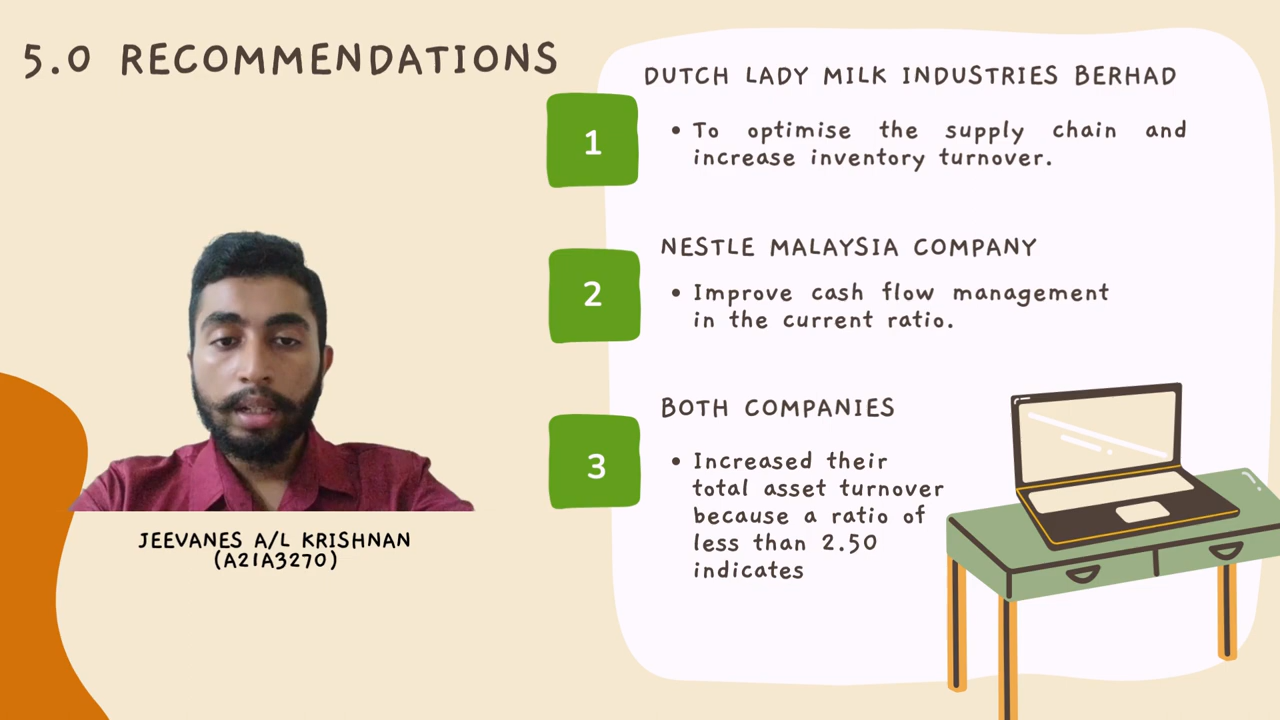 5.0 RECOMMENDATIONS
DUTCH LADY MILK INDUSTRIES BERHAD
1
• To optimise the supply chain and
increase inventory turnover.
NESTLE MALAYSIA COMPANY
2
• Improve cash flow management
in the current ratio.
BOTH COMPANIES
3
• Increased their
total asset turnover
because a ratio of
less than 2.50
indicates
JEEVANES A/L KRISHNAN
(A21A3270)